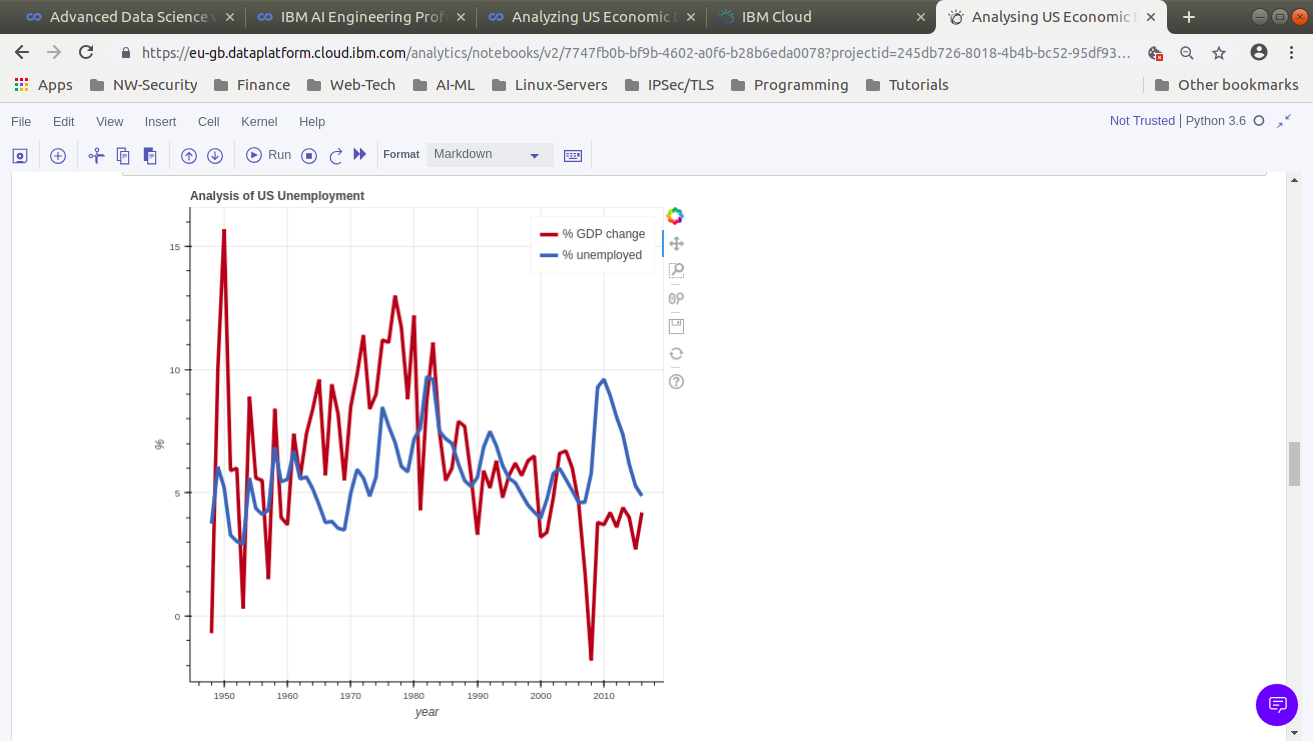 Advanced Data Science
IBM AI Engineering Prof
Analyzing US Economic
IBM Cloud
Analysing US Economic D
https://eu-gb.dataplatform.cloud.ibm.com/analytics/notebooks/v2/7747fb0b-bf9b-4602-a0f6-b28b6eda0078?projectid=245db726-8018-4b4b-bc52-95df93...
Apps NW-Security Finance Web-Tech AI-ML Linux-Servers IPSec/TLS Programming Tutorials Other bookmarks
File Edit View Insert Cell Kernel Help Not Trusted | Python 3.6
Run Format Markdown
Analysis of US Unemployment
% GDP change
% unemployed
15
10
5
0
%
1950 1960 1970 1980 1990 2000 2010
year